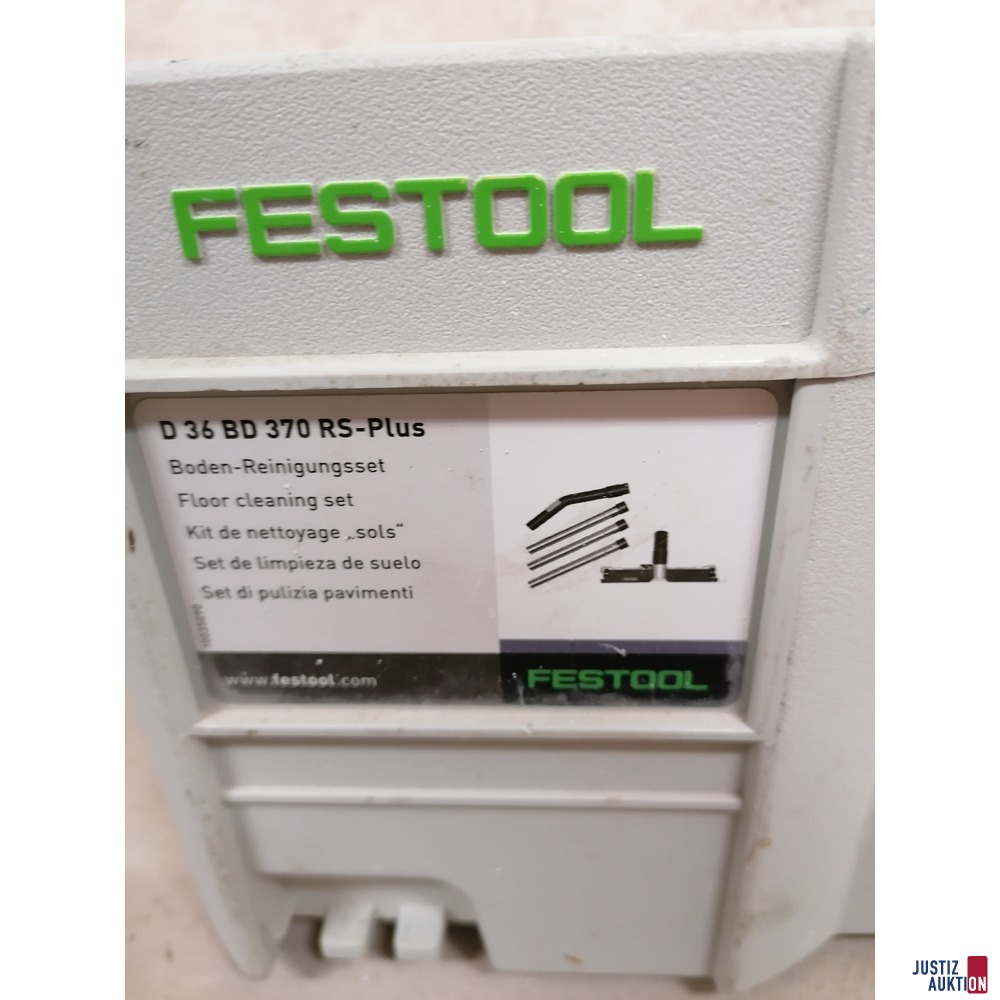 FESTOOL
D 36 BD 370 RS-Plus
Boden-Reinigungsset
Floor cleaning set
Kit de nettoyage „sols“
Set de limpieza de suelo
Set di pulizia pavimenti
www.festool.com
FESTOOL
JUSTIZ
AUKTION